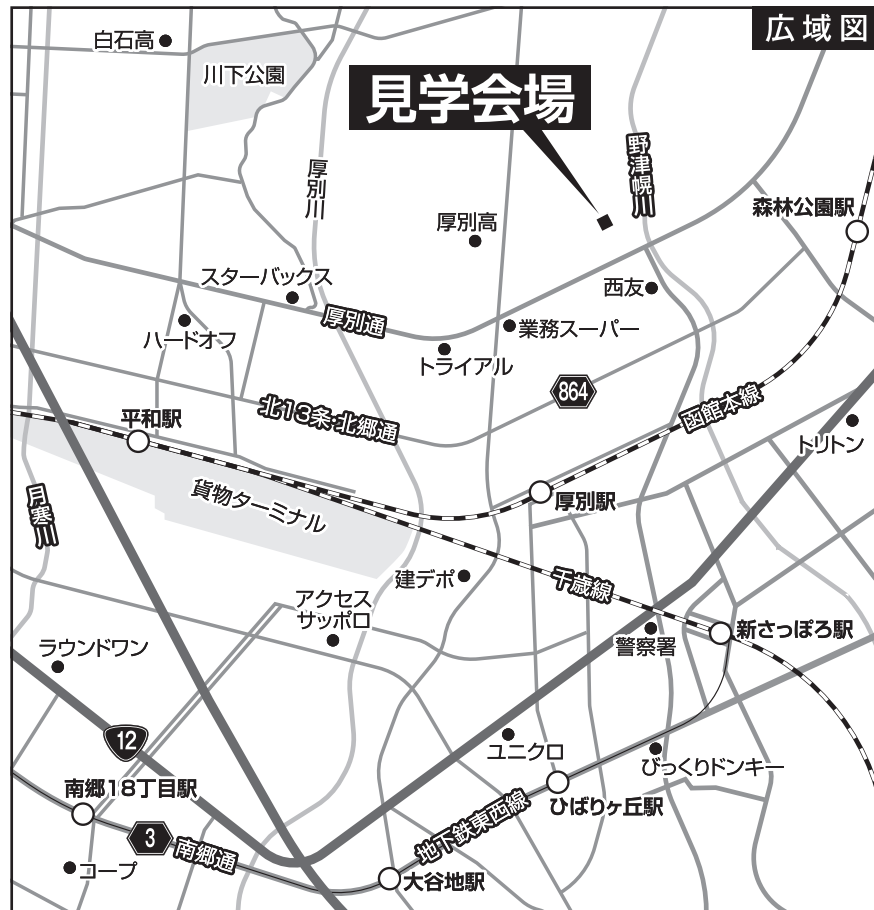 広域図
白石高
川下公園
見学会場
厚別川
野津幌川
森林公園駅
厚別高
スターバックス
西友
厚別通
業務スーパー
ハードオフ
トライアル
864
北13条・北郷通
函館本線
平和駅
トリトン
貨物ターミナル
厚別駅
月寒川
建デポ
千歳線
アクセス
サッポロ
新さっぽろ駅
警察署
ラウンドワン
12
ユニクロ
びっくりドンキー
南郷18丁目駅
ひばりヶ丘駅
地下鉄東西線
3
南郷通
コープ
大谷地駅